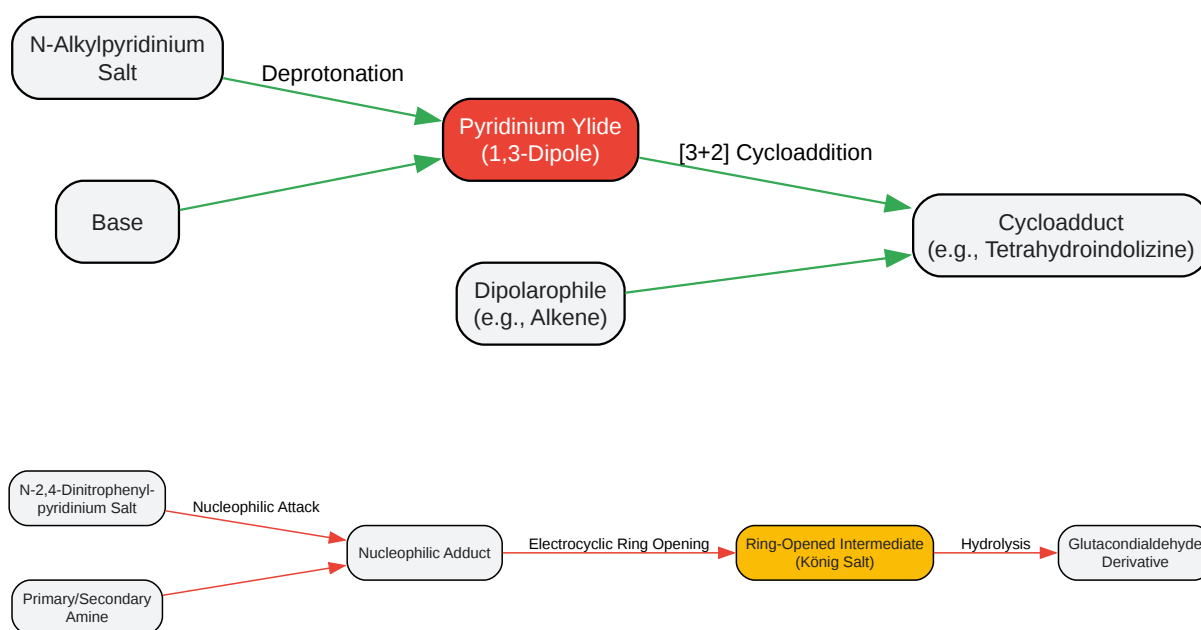 N-Alkylpyridinium
Salt
Deprotonation
Base
Pyridinium Ylide
(1,3-Dipole)
[3+2] Cycloaddition
Dipolarophile
(e.g., Alkene)
Cycloadduct
(e.g., Tetrahydroindolizine)
N-2,4-Dinitrophenyl-
pyridinium Salt
Nucleophilic Attack
Primary/Secondary
Amine
Nucleophilic Adduct
Electrocyclic Ring Opening
Ring-Opened Intermediate
(König Salt)
Hydrolysis
Glutacondialdehyde
Derivative